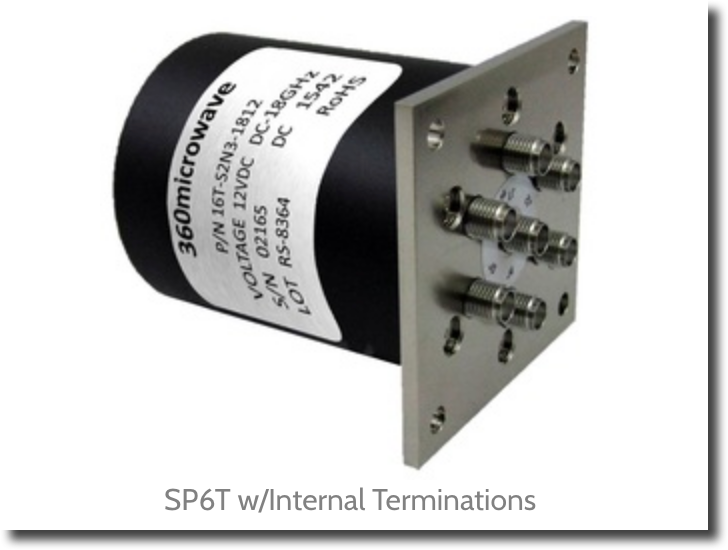 360microwave
P/N 16T-S2N3-1812
VOLTAGE 12VDC DC-18GHz
S/N 02165 DC 1542
LOT RS-8364 RoHS
SP6T w/Internal Terminations